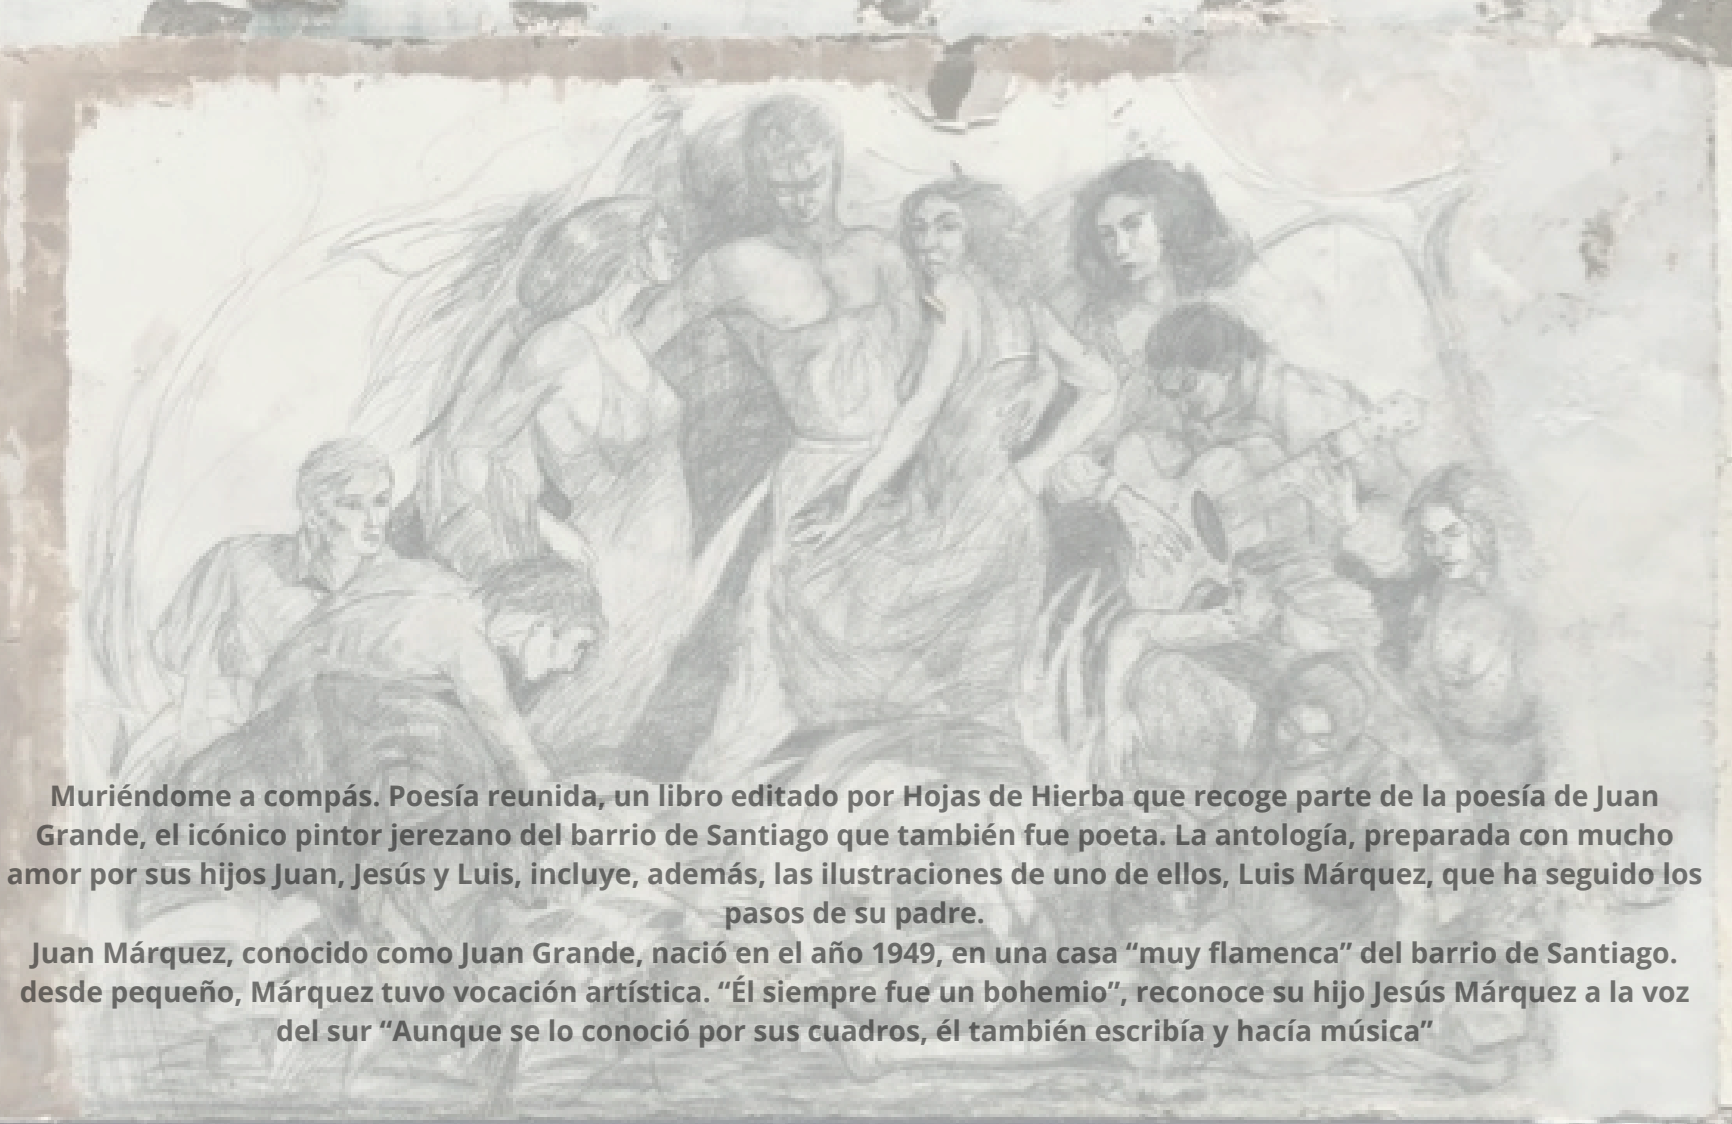 Muriéndome a compás. Poesía reunida, un libro editado por Hojas de Hierba que recoge parte de la poesía de Juan
Grande, el icónico pintor jerezano del barrio de Santiago que también fue poeta. La antología, preparada con mucho
amor por sus hijos Juan, Jesús y Luis, incluye, además, las ilustraciones de uno de ellos, Luis Márquez, que ha seguido los
pasos de su padre.
Juan Márquez, conocido como Juan Grande, nació en el año 1949, en una casa “muy flamenca” del barrio de Santiago.
desde pequeño, Márquez tuvo vocación artística. “Él siempre fue un bohemio”, reconoce su hijo Jesús Márquez a la voz
del sur “Aunque se lo conoció por sus cuadros, él también escribía y hacía música”